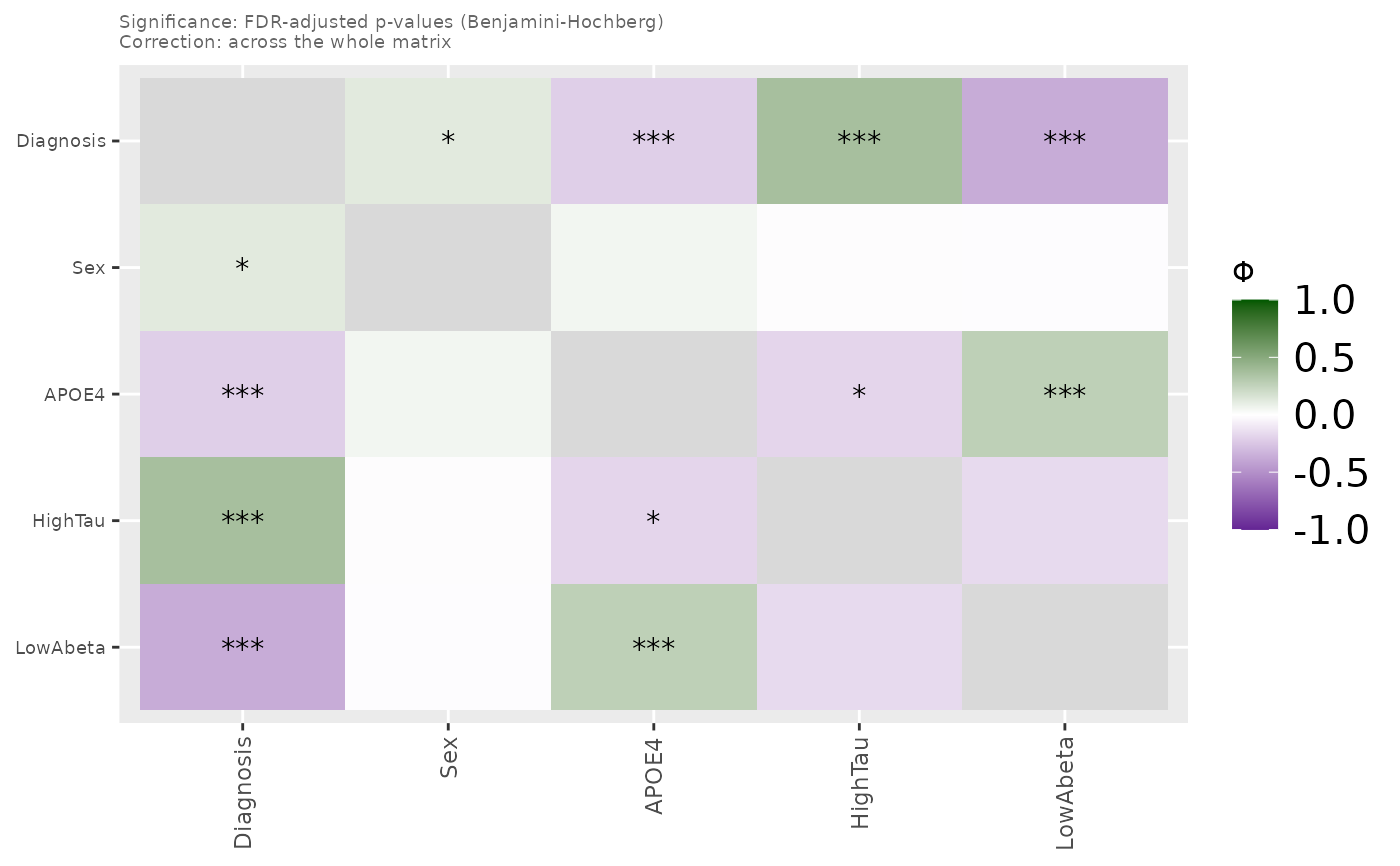 Significance: FDR-adjusted p-values (Benjamini-Hochberg)
Correction: across the whole matrix
Diagnosis * *** *** ***
Sex *
APOE4 *** * ***
HighTau *** *
LowAbeta *** ***
Diagnosis Sex APOE4 HighTau LowAbeta
Φ
1.0
0.5
0.0
-0.5
-1.0